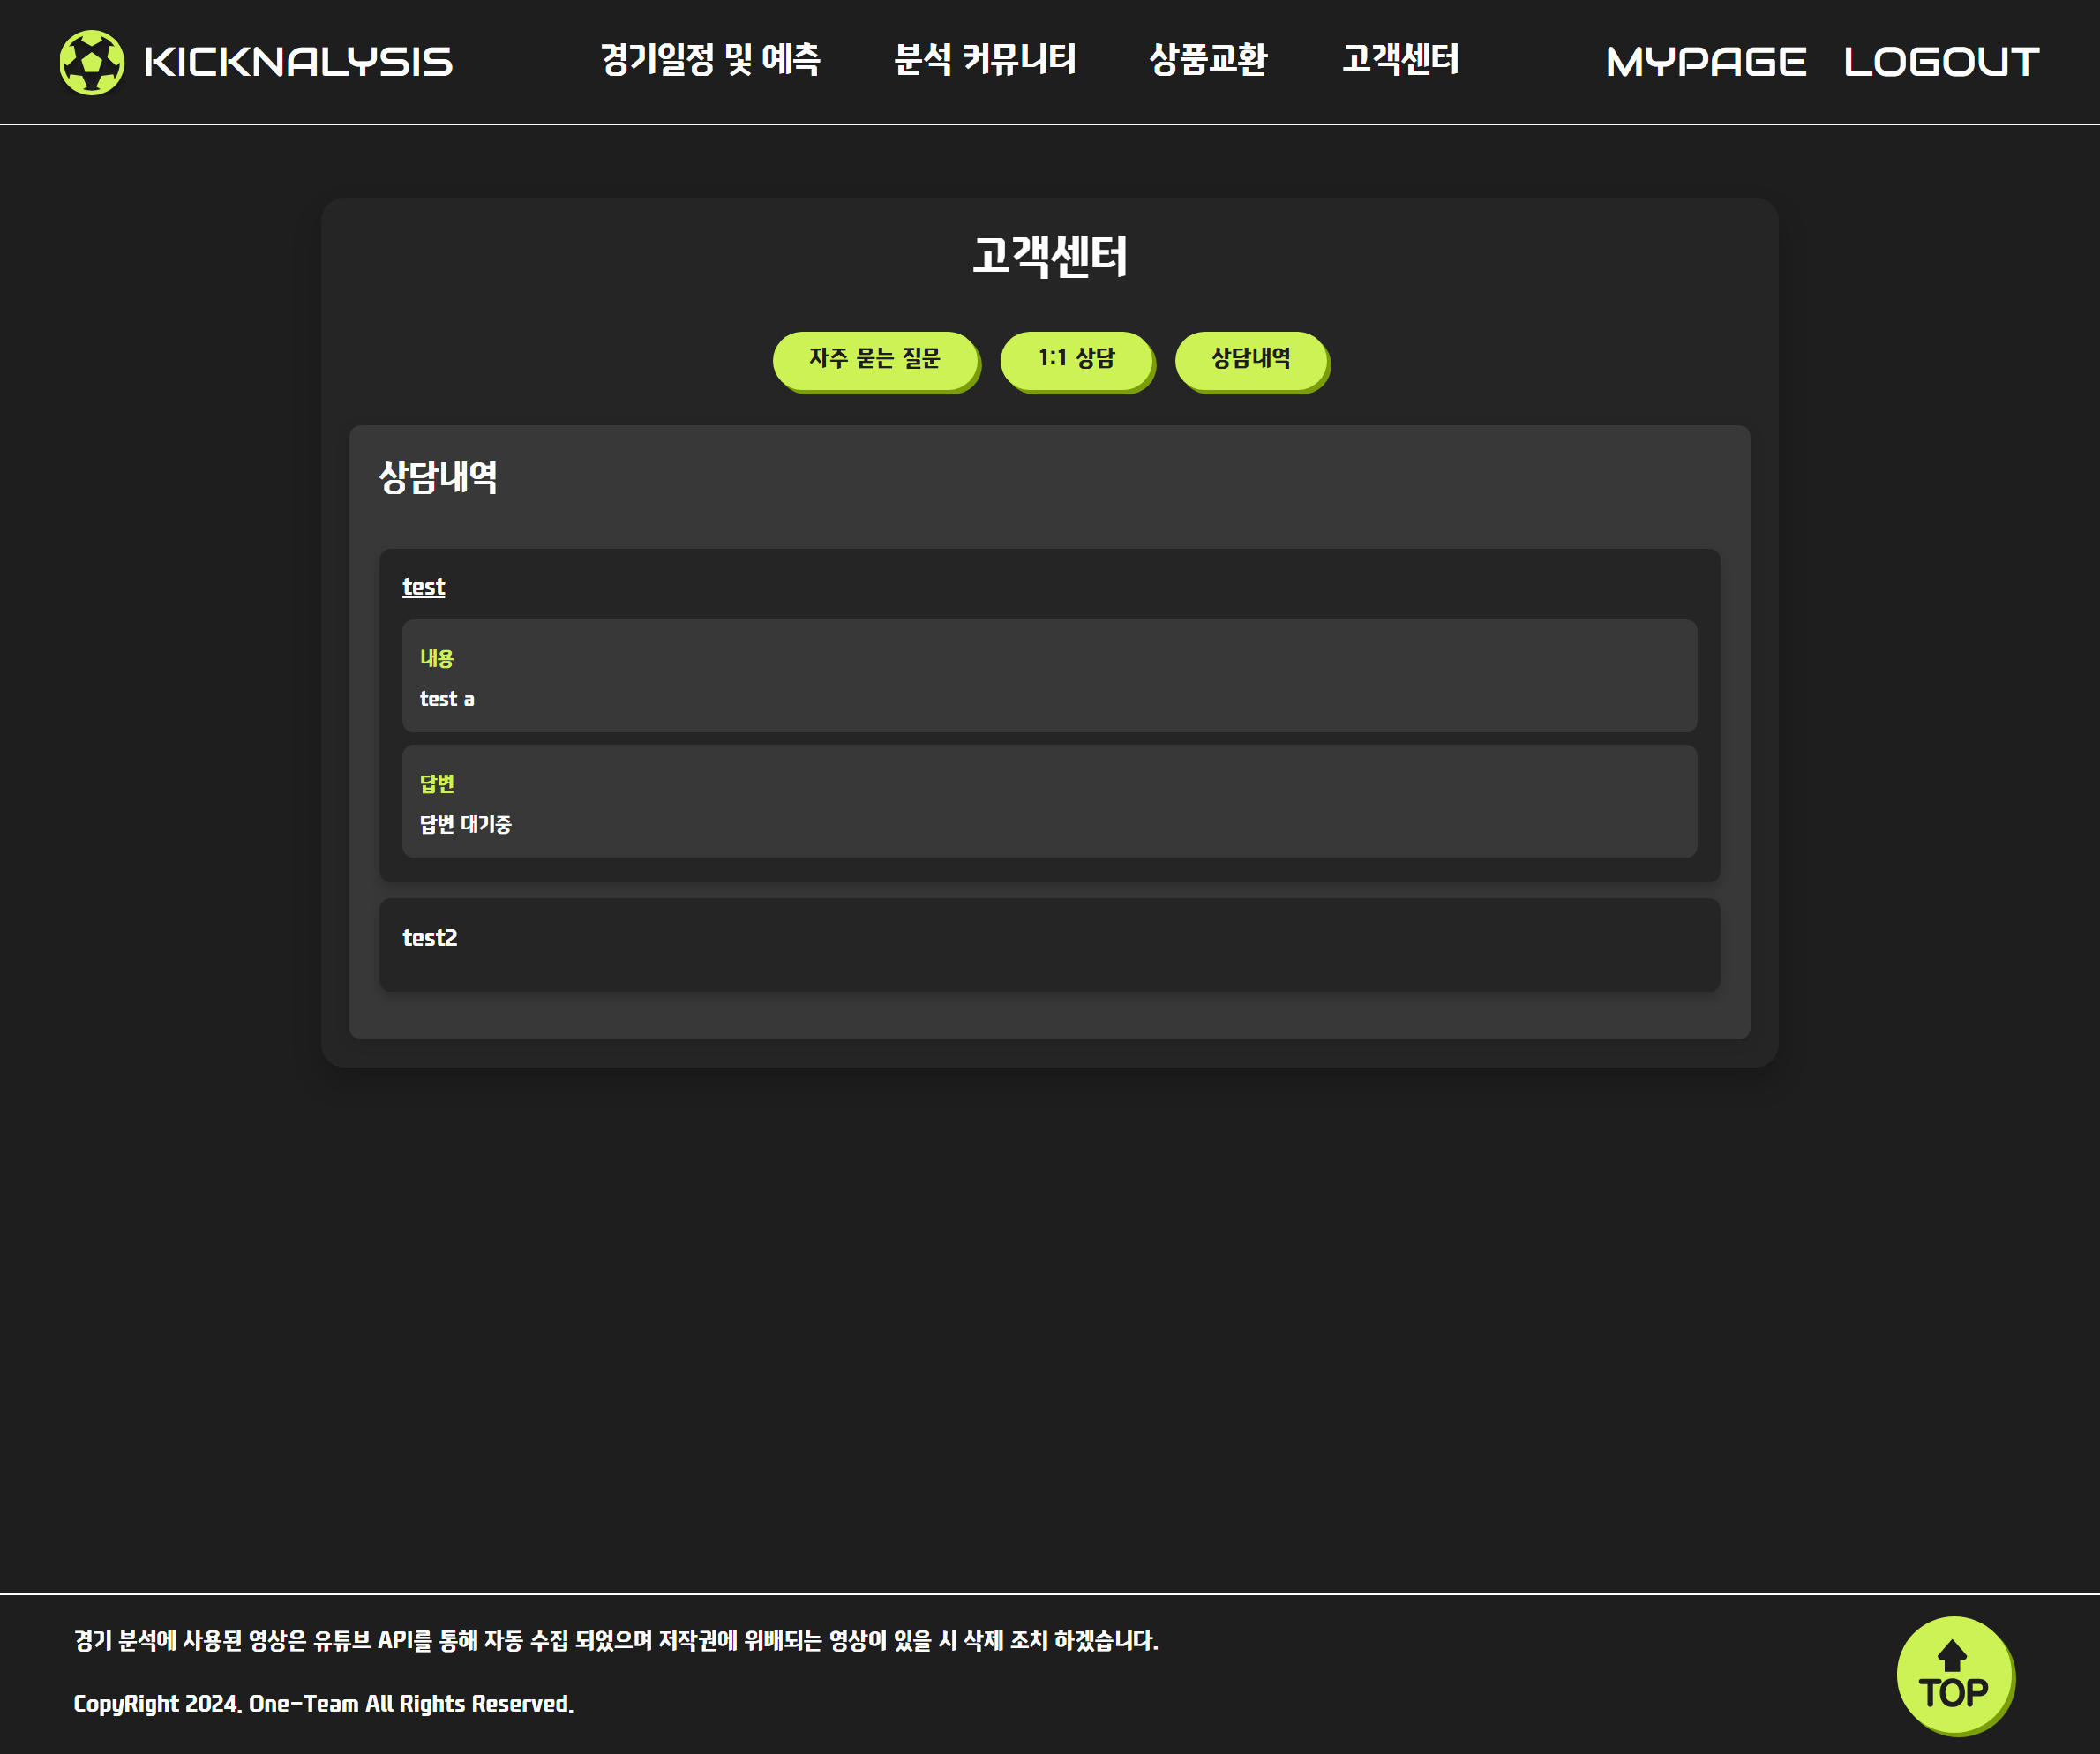 KICKNALYSIS 경기일정 및 예측 분석 커뮤니티 상품교환 고객센터 MYPAGE LOGOUT
고객센터
자주 묻는 질문 1:1 상담 상담내역
상담내역
test
내용
test a
답변
답변 대기중
test2
경기 분석에 사용된 영상은 유튜브 API를 통해 자동 수집 되었으며 저작권에 위배되는 영상이 있을 시 삭제 조치 하겠습니다.
CopyRight 2024. One-Team All Rights Reserved.
TOP